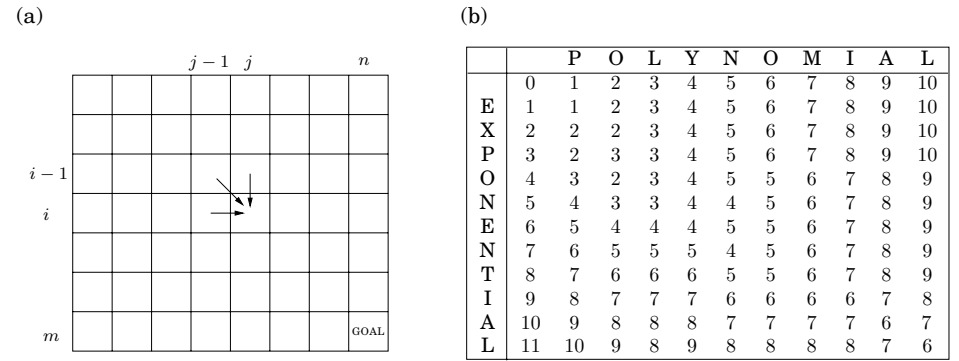 (a)
j − 1 j n
i − 1
i
m
GOAL
(b)
P O L Y N O M I A L
0 1 2 3 4 5 6 7 8 9 10
E 1 1 2 3 4 5 6 7 8 9 10
X 2 2 2 3 4 5 6 7 8 9 10
P 3 2 3 3 4 5 6 7 8 9 10
O 4 3 2 3 4 5 5 6 7 8 9
N 5 4 3 3 4 4 5 6 7 8 9
E 6 5 4 4 4 5 5 6 7 8 9
N 7 6 5 5 5 4 5 6 7 8 9
T 8 7 6 6 6 5 5 6 7 8 9
I 9 8 7 7 7 6 6 6 6 7 8
A 10 9 8 8 8 7 7 7 7 6 7
L 11 10 9 8 9 8 8 8 8 7 6